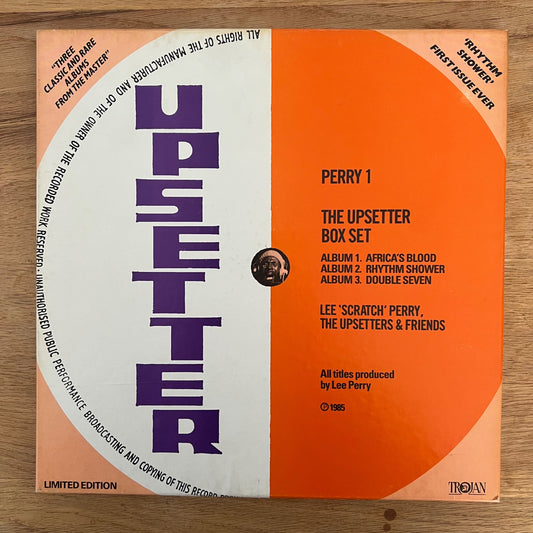 "THREE
CLASSIC AND RARE
ALBUMS
FROM THE MASTER"
'RHYTHM
SHOWER'
FIRST ISSUE EVER
ALL RIGHTS OF THE MANUFACTURER AND OF THE OWNER OF THE RECORDED WORK RESERVED · UNAUTHORISED PUBLIC PERFORMANCE BROADCASTING AND COPYING OF THIS RECORD
UPSETTER
PERRY 1
THE UPSETTER
BOX SET
ALBUM 1. AFRICA'S BLOOD
ALBUM 2. RHYTHM SHOWER
ALBUM 3. DOUBLE SEVEN
LEE 'SCRATCH' PERRY,
THE UPSETTERS & FRIENDS
All titles produced
by Lee Perry
℗ 1985
LIMITED EDITION
TROJAN